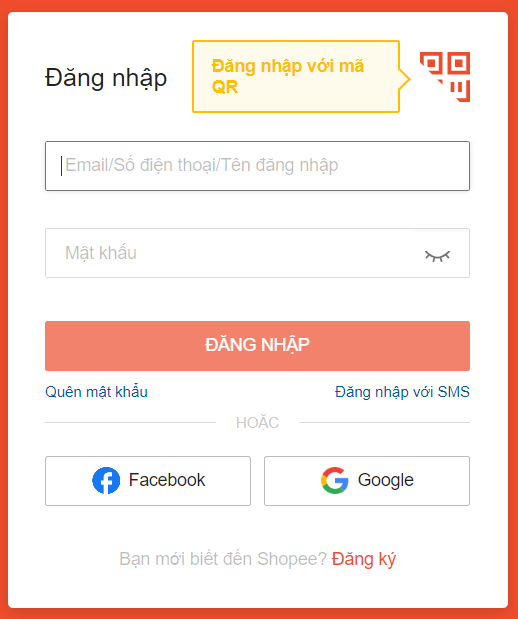 Đăng nhập
Đăng nhập với mã
QR
Email/Số điện thoại/Tên đăng nhập
Mật khẩu
ĐĂNG NHẬP
Quên mật khẩu
Đăng nhập với SMS
HOẶC
Facebook
Google
Bạn mới biết đến Shopee? Đăng ký